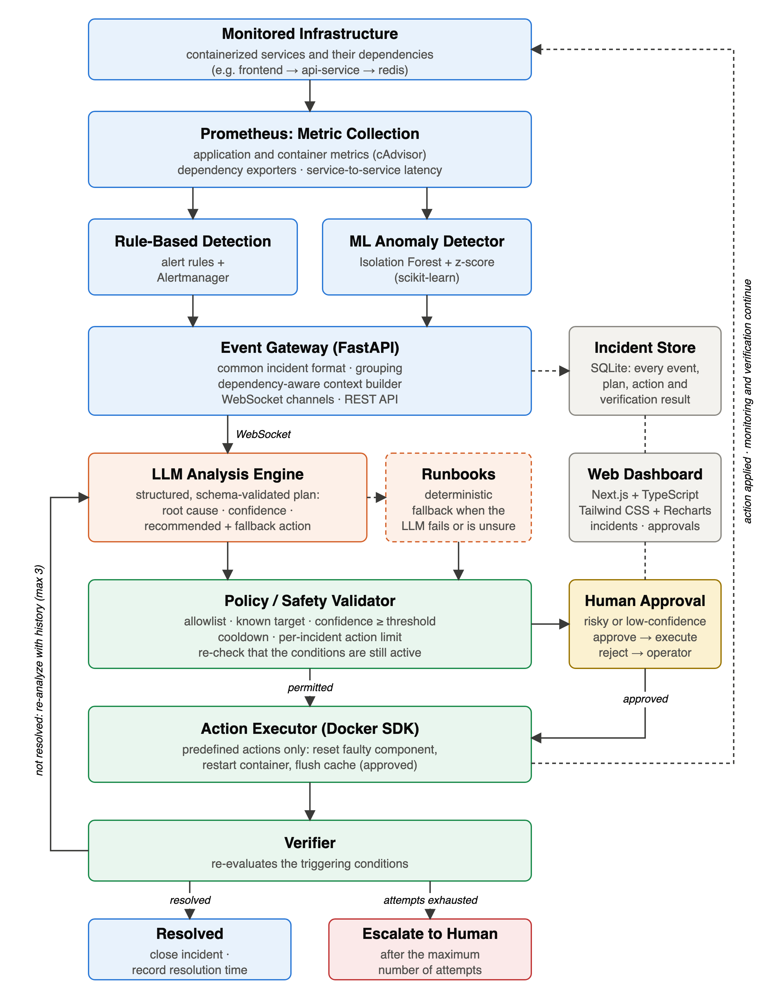 Monitored Infrastructure
containerized services and their dependencies
(e.g. frontend → api-service → redis)
Prometheus: Metric Collection
application and container metrics (cAdvisor)
dependency exporters · service-to-service latency
Rule-Based Detection
alert rules +
Alertmanager
ML Anomaly Detector
Isolation Forest + z-score
(scikit-learn)
Event Gateway (FastAPI)
common incident format · grouping
dependency-aware context builder
WebSocket channels · REST API
Incident Store
SQLite: every event,
plan, action and
verification result
action applied · monitoring and verification continue
WebSocket
LLM Analysis Engine
structured, schema-validated plan:
root cause · confidence ·
recommended + fallback action
Runbooks
deterministic
fallback when the
LLM fails or is unsure
Web Dashboard
Next.js + TypeScript
Tailwind CSS + Recharts
incidents · approvals
not resolved: re-analyze with history (max 3)
Policy / Safety Validator
allowlist · known target · confidence ≥ threshold
cooldown · per-incident action limit
re-check that the conditions are still active
Human Approval
risky or low-confidence
approve → execute
reject → operator
permitted
approved
Action Executor (Docker SDK)
predefined actions only: reset faulty component,
restart container, flush cache (approved)
Verifier
re-evaluates the triggering conditions
resolved
attempts exhausted
Resolved
close incident ·
record resolution time
Escalate to Human
after the maximum
number of attempts